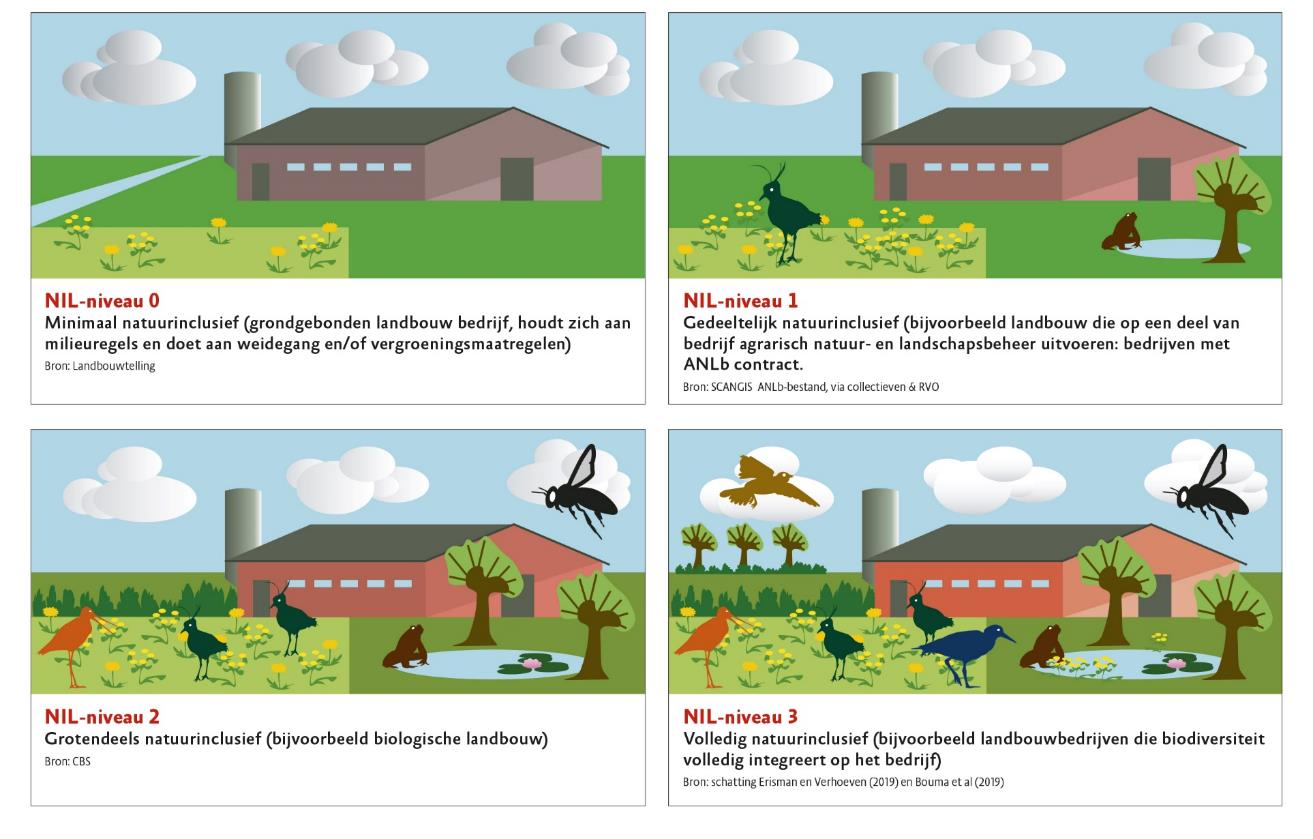 NIL-niveau 0
Minimaal natuurinclusief (grondgebonden landbouw bedrijf, houdt zich aan
milieuregels en doet aan weidegang en/of vergroeningsmaatregelen)
Bron: Landbouwtelling
NIL-niveau 1
Gedeeltelijk natuurinclusief (bijvoorbeeld landbouw die op een deel van
bedrijf agrarisch natuur- en landschapsbeheer uitvoeren: bedrijven met
ANLb contract.
Bron: SCANGIS ANLb-bestand, via collectieven & RVO
NIL-niveau 2
Grotendeels natuurinclusief (bijvoorbeeld biologische landbouw)
Bron: CBS
NIL-niveau 3
Volledig natuurinclusief (bijvoorbeeld landbouwbedrijven die biodiversiteit
volledig integreert op het bedrijf)
Bron: schatting Erisman en Verhoeven (2019) en Bouma et al (2019)